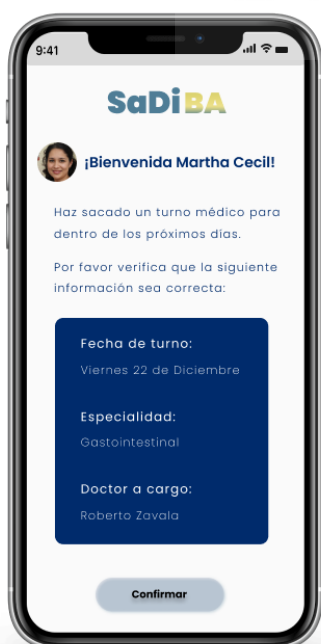 9:41
SaDiBA
¡Bienvenida Martha Cecil!
Haz sacado un turno médico para
dentro de los próximos días.
Por favor verifica que la siguiente
información sea correcta:
Fecha de turno:
Viernes 22 de Diciembre
Especialidad:
Gastointestinal
Doctor a cargo:
Roberto Zavala
Confirmar